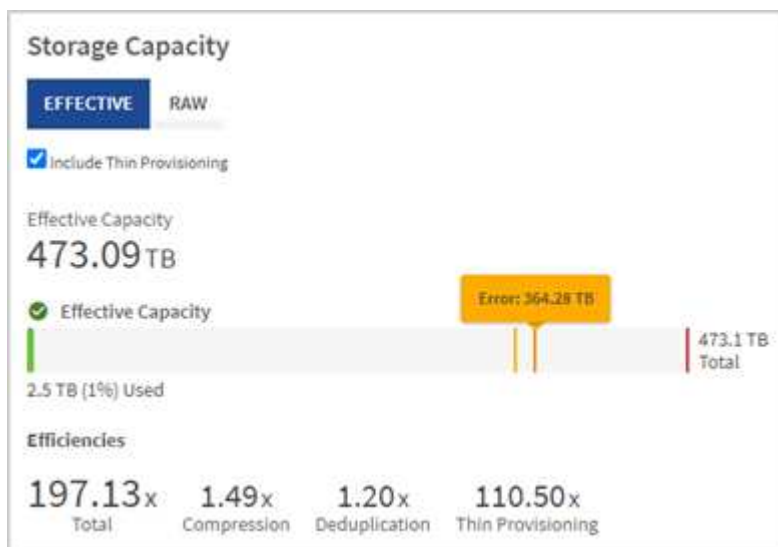 Storage Capacity
EFFECTIVE RAW
Include Thin Provisioning
Effective Capacity
473.09 TB
Effective Capacity
Error: 364.28 TB
473.1 TB
Total
2.5 TB (1%) Used
Efficiencies
197.13x 1.49x 1.20x 110.50x
Total Compression Deduplication Thin Provisioning